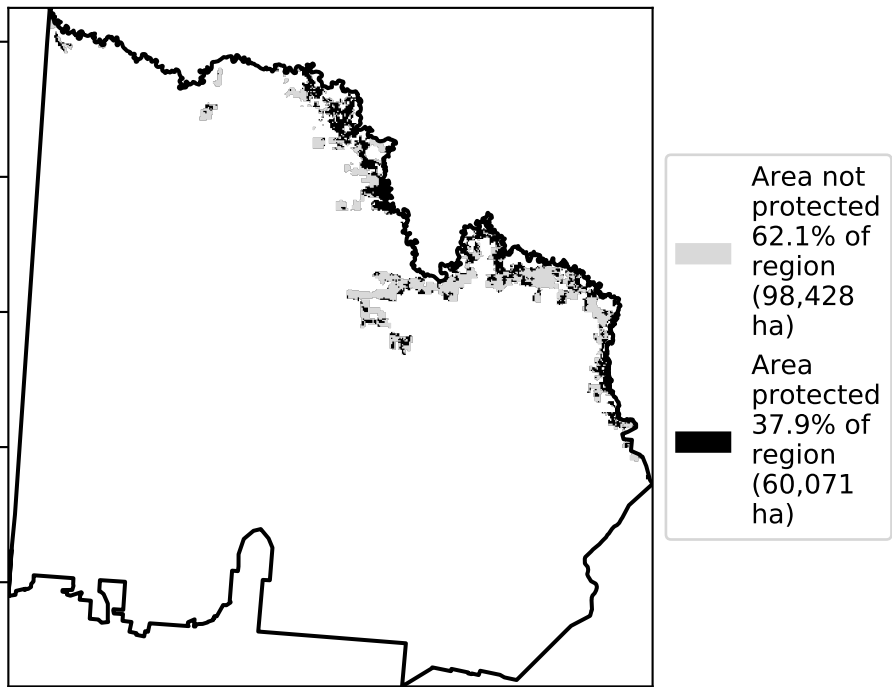 Area not
protected
62.1% of
region
(98,428
ha)
Area
protected
37.9% of
region
(60,071
ha)